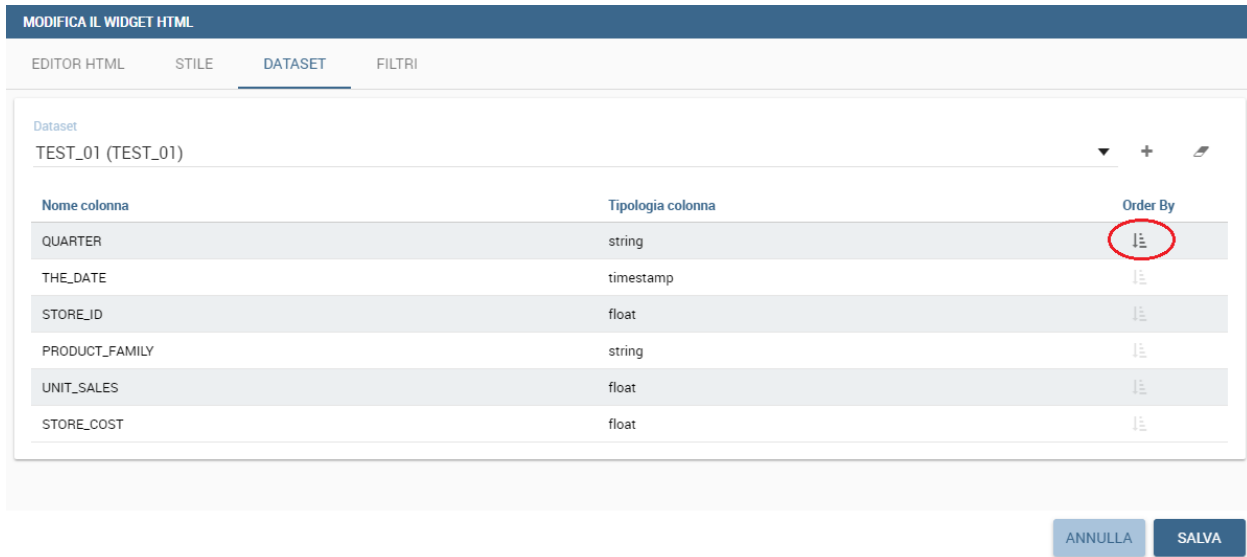 MODIFICA IL WIDGET HTML
EDITOR HTML STILE DATASET FILTRI
Dataset
TEST_01 (TEST_01)
Nome colonna Tipologia colonna Order By
QUARTER string
THE_DATE timestamp
STORE_ID float
PRODUCT_FAMILY string
UNIT_SALES float
STORE_COST float
ANNULLA SALVA